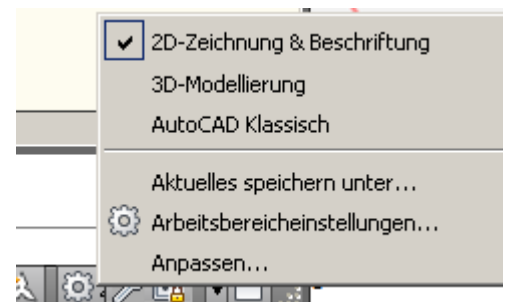 2D-Zeichnung & Beschriftung
3D-Modellierung
AutoCAD Klassisch
Aktuelles speichern unter...
Arbeitsbereicheinstellungen...
Anpassen...